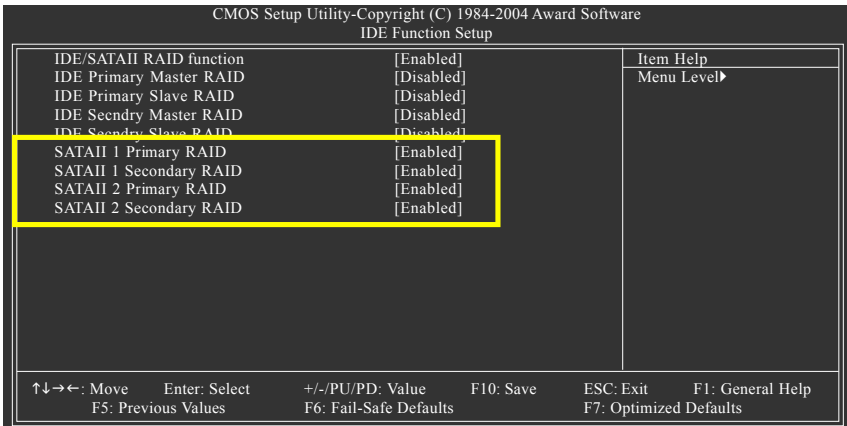 CMOS Setup Utility-Copyright (C) 1984-2004 Award Software
IDE Function Setup
IDE/SATAII RAID function [Enabled] Item Help
IDE Primary Master RAID [Disabled] Menu Level▶
IDE Primary Slave RAID [Disabled]
IDE Secndry Master RAID [Disabled]
IDE Secndry Slave RAID [Disabled]
SATAII 1 Primary RAID [Enabled]
SATAII 1 Secondary RAID [Enabled]
SATAII 2 Primary RAID [Enabled]
SATAII 2 Secondary RAID [Enabled]
↑↓→←: Move Enter: Select +/-/PU/PD: Value F10: Save ESC: Exit F1: General Help
F5: Previous Values F6: Fail-Safe Defaults F7: Optimized Defaults